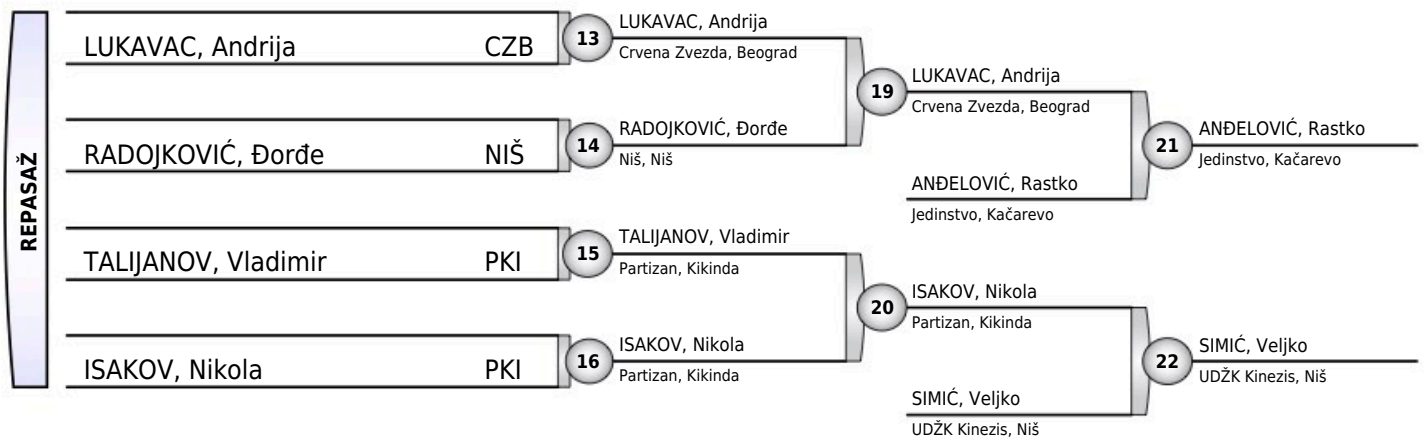 REPASAŽ
LUKAVAC, Andrija CZB
RADOJKOVIĆ, Đorđe NIŠ
TALIJANOV, Vladimir PKI
ISAKOV, Nikola PKI
13
LUKAVAC, Andrija
Crvena Zvezda, Beograd
14
RADOJKOVIĆ, Đorđe
Niš, Niš
15
TALIJANOV, Vladimir
Partizan, Kikinda
16
ISAKOV, Nikola
Partizan, Kikinda
19
LUKAVAC, Andrija
Crvena Zvezda, Beograd
ANĐELOVIĆ, Rastko
Jedinstvo, Kačarevo
20
ISAKOV, Nikola
Partizan, Kikinda
SIMIĆ, Veljko
UDŽK Kinezis, Niš
21
ANĐELOVIĆ, Rastko
Jedinstvo, Kačarevo
22
SIMIĆ, Veljko
UDŽK Kinezis, Niš